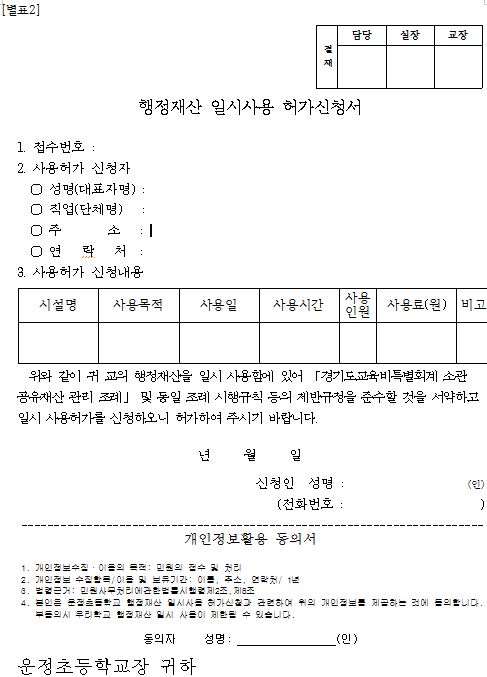 [별표2]
결재 담당 실장 교장
행정재산 일시사용 허가신청서
1. 접수번호 :
2. 사용허가 신청자
○ 성명(대표자명) :
○ 직업(단체명) :
○ 주 소 :
○ 연 락 처 :
3. 사용허가 신청내용
시설명 사용목적 사용일 사용시간 사용인원 사용료(원) 비고
위와 같이 귀 교의 행정재산을 일시 사용함에 있어 「경기도교육비특별회계 소관
공유재산 관리 조례」 및 동일 조례 시행규칙 등의 제반규정을 준수할 것을 서약하고
일시 사용허가를 신청하오니 허가하여 주시기 바랍니다.
년 월 일
신청인 성명 : (인)
(전화번호 : )
개인정보활용 동의서
1. 개인정보수집·이용의 목적: 민원의 접수 및 처리
2. 개인정보 수집항목/이용 및 보유기간: 이름, 주소, 연락처/ 1년
3. 법령근거: 민원사무처리에관한법률시행령제2조,제8조
4. 본인은 운정초등학교 행정재산 일시사용 허가신청과 관련하여 위의 개인정보를 제공하는 것에 동의합니다.
부동의시 우리학교 행정재산 일시 사용이 제한될 수 있습니다.
동의자 성명: (인)
운정초등학교장 귀하